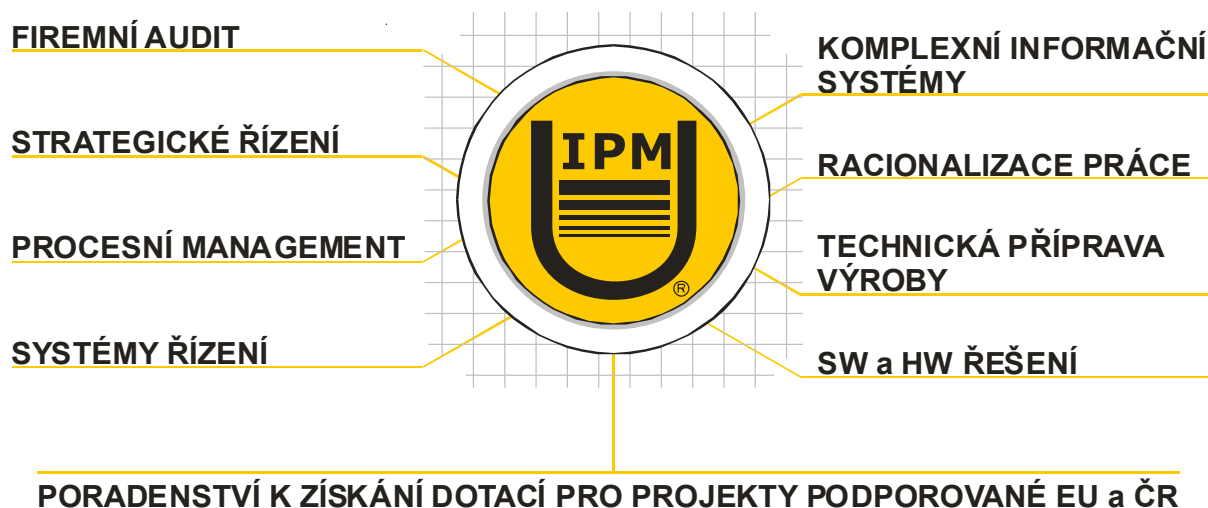 FIREMNÍ AUDIT
STRATEGICKÉ ŘÍZENÍ
PROCESNÍ MANAGEMENT
SYSTÉMY ŘÍZENÍ
IPM
®
KOMPLEXNÍ INFORMAČNÍ
SYSTÉMY
RACIONALIZACE PRÁCE
TECHNICKÁ PŘÍPRAVA
VÝROBY
SW a HW ŘEŠENÍ
PORADENSTVÍ K ZÍSKÁNÍ DOTACÍ PRO PROJEKTY PODPOROVANÉ EU a ČR